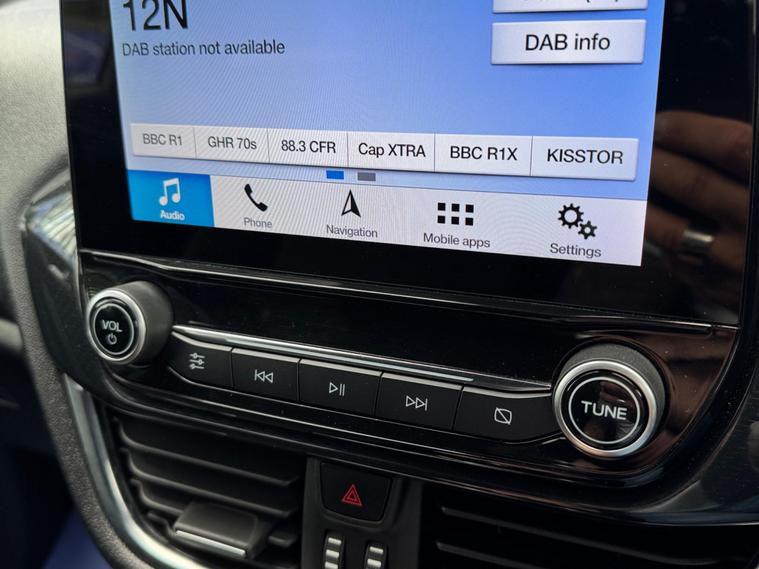 12N
DAB station not available
DAB info
BBC R1 GHR 70s 88.3 CFR Cap XTRA BBC R1X KISSTOR
Audio Phone Navigation Mobile apps Settings
VOL
TUNE